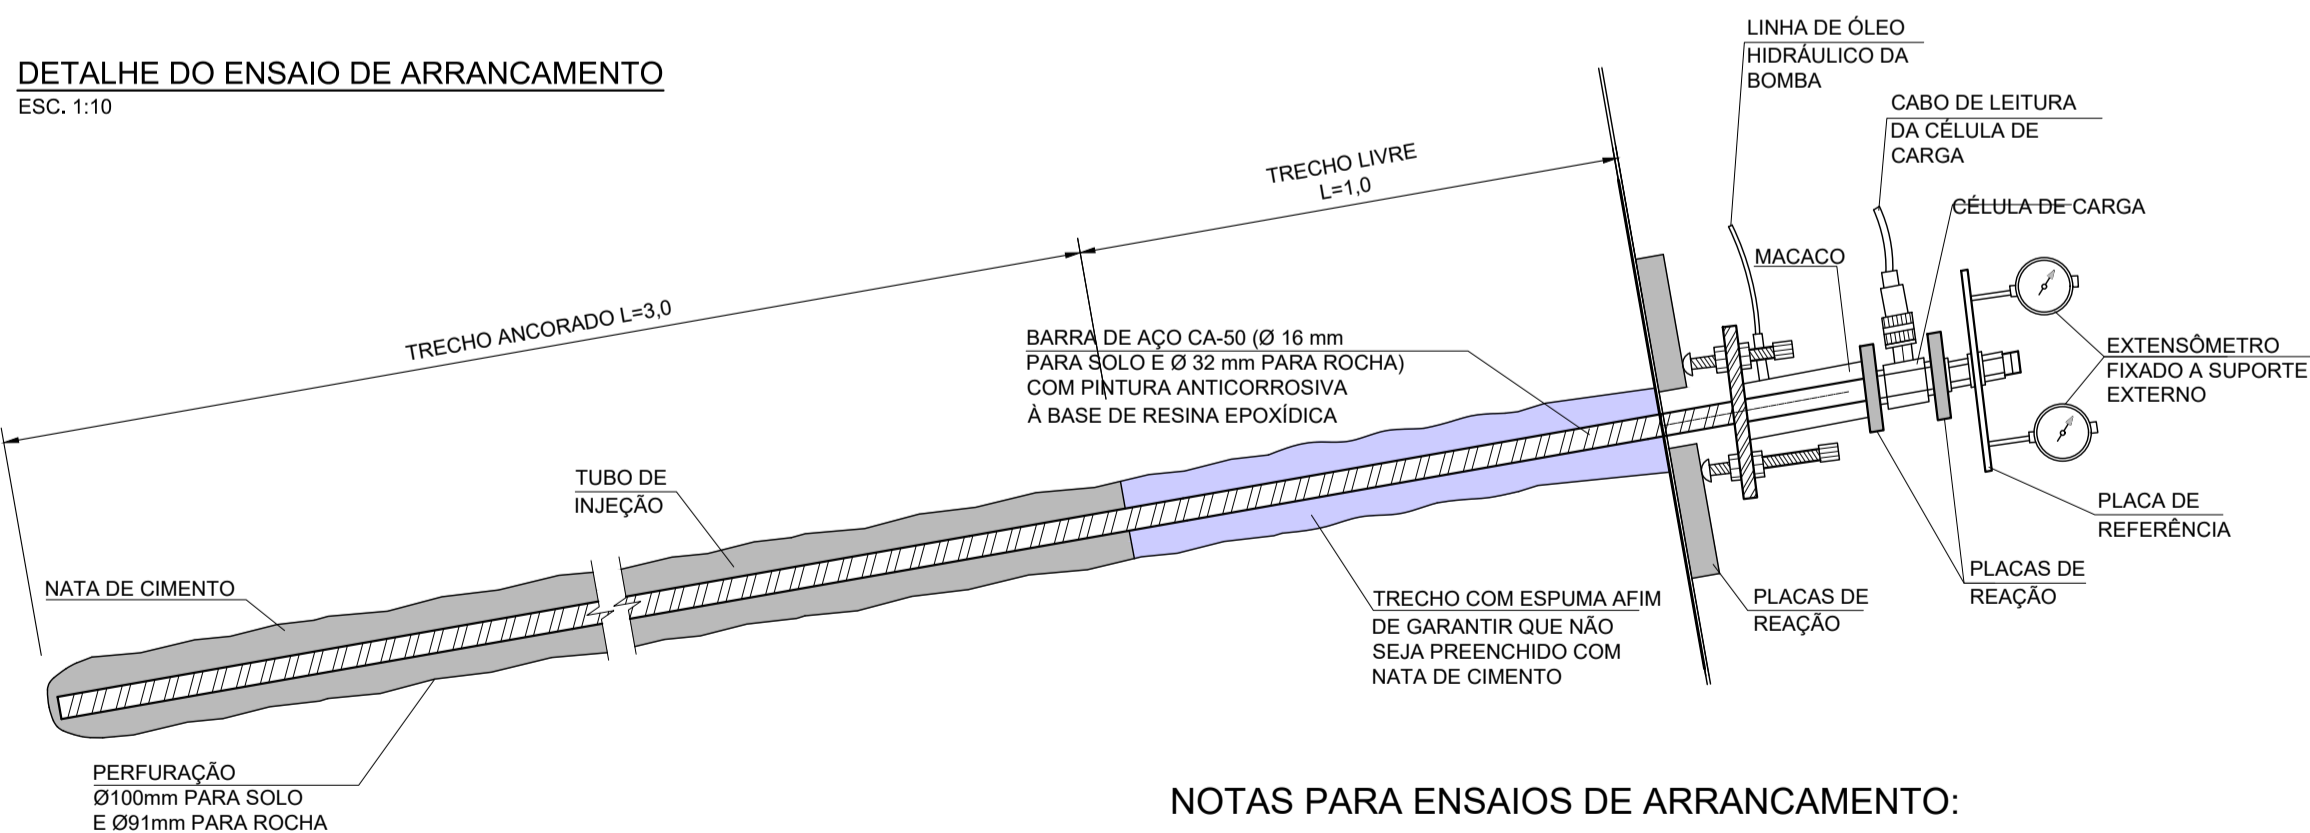 DETALHE DO ENSAIO DE ARRANCAMENTO
ESC. 1:10
LINHA DE ÓLEO
HIDRÁULICO DA
BOMBA
CABO DE LEITURA
DA CÉLULA DE
CARGA
TRECHO LIVRE
L=1,0
CÉLULA DE CARGA
MACACO
TRECHO ANCORADO L=3,0
BARRA DE AÇO CA-50 (Ø 16 mm
PARA SOLO E Ø 32 mm PARA ROCHA)
COM PINTURA ANTICORROSIVA
À BASE DE RESINA EPOXÍDICA
EXTENSÔMETRO
FIXADO A SUPORTE
EXTERNO
TUBO DE
INJEÇÃO
PLACA DE
REFERÊNCIA
NATA DE CIMENTO
TRECHO COM ESPUMA AFIM
DE GARANTIR QUE NÃO
SEJA PREENCHIDO COM
NATA DE CIMENTO
PLACAS DE
REAÇÃO
PLACAS DE
REAÇÃO
PERFURAÇÃO
Ø100mm PARA SOLO
E Ø91mm PARA ROCHA
NOTAS PARA ENSAIOS DE ARRANCAMENTO: